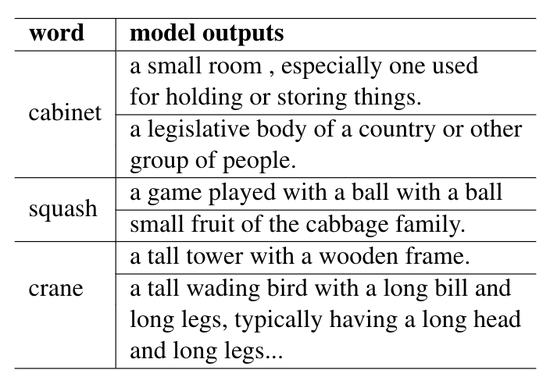 word model outputs
a small room , especially one used
for holding or storing things.
cabinet
a legislative body of a country or other
group of people.
a game played with a ball with a ball
squash
small fruit of the cabbage family.
a tall tower with a wooden frame.
crane
a tall wading bird with a long bill and
long legs, typically having a long head
and long legs...